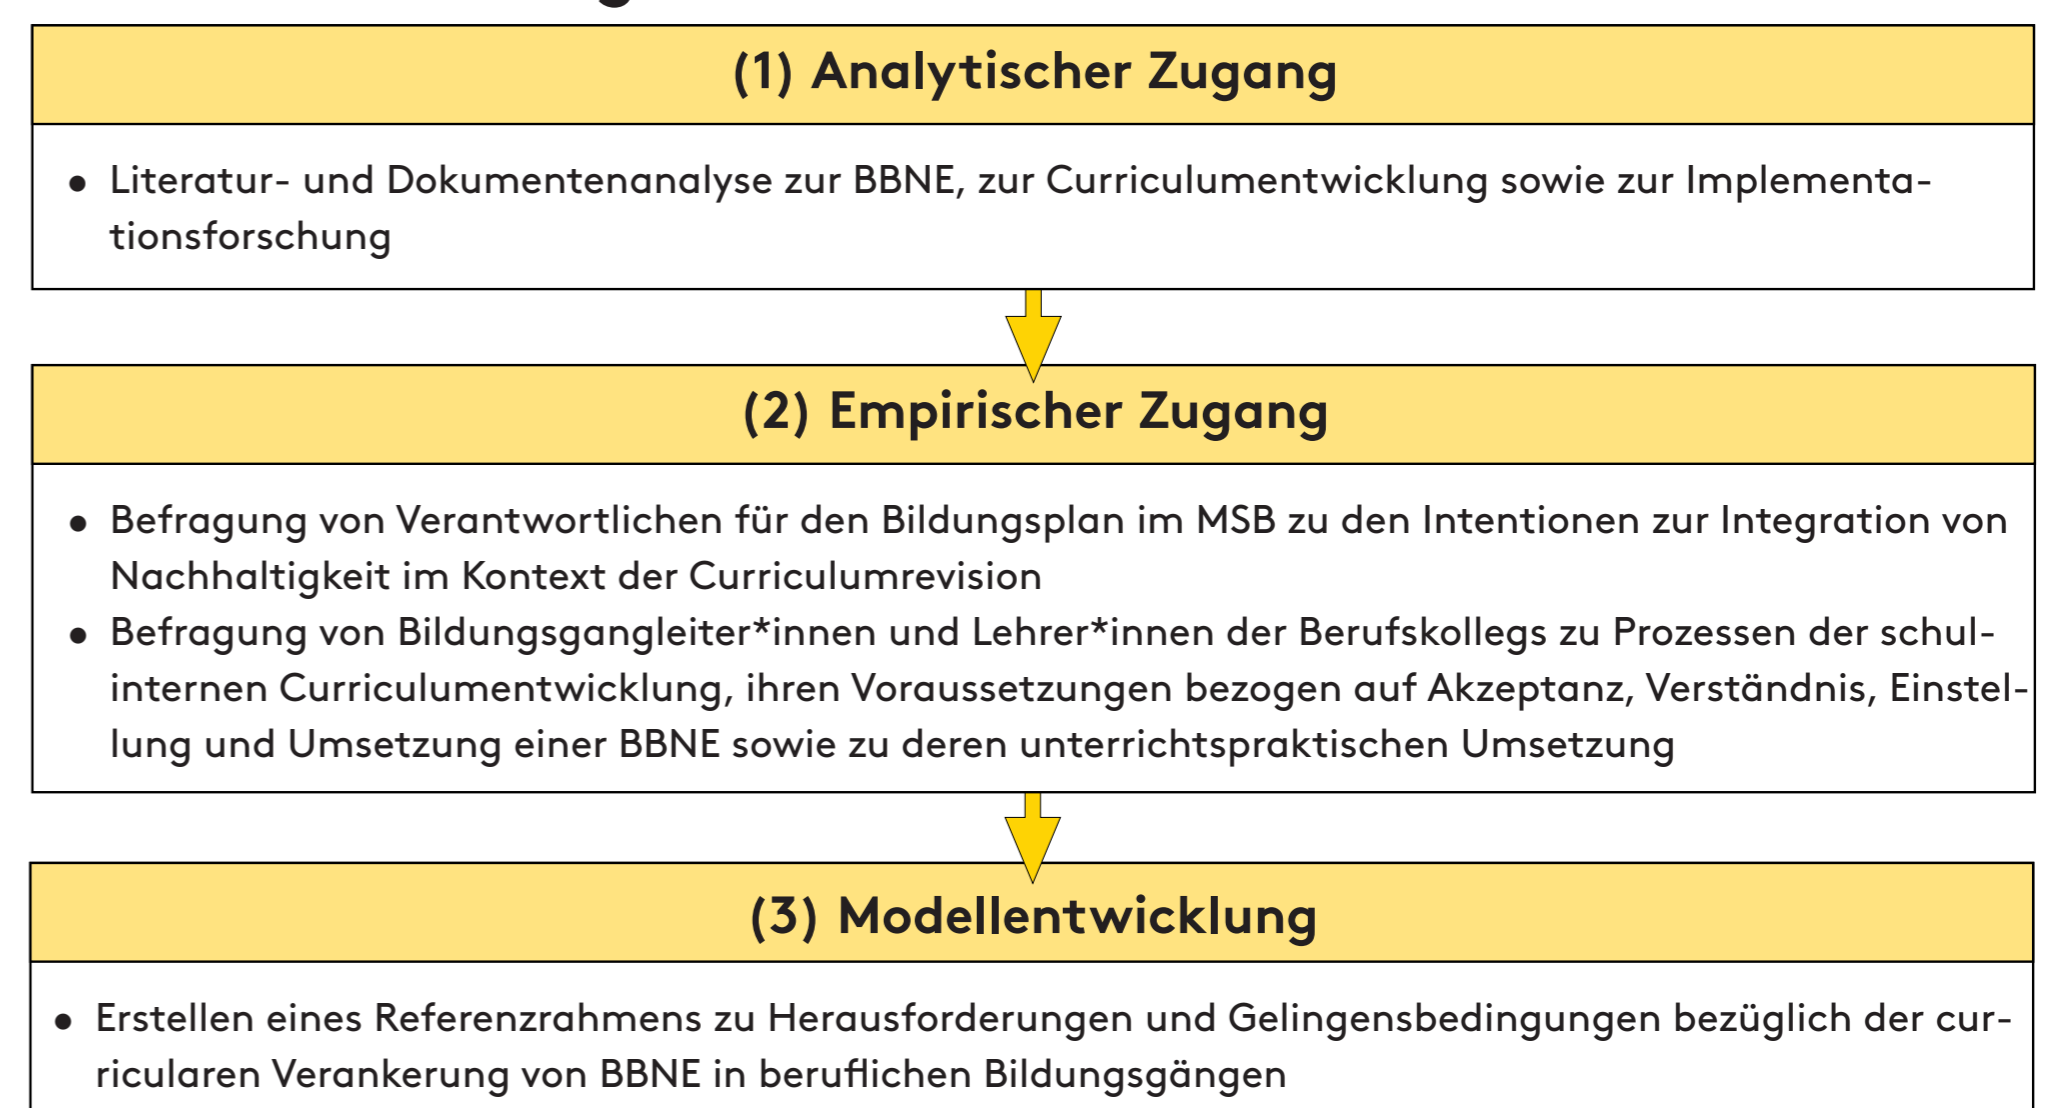 (1) Analytischer Zugang
• Literatur- und Dokumentenanalyse zur BBNE, zur Curriculumentwicklung sowie zur Implementa-
tionsforschung
(2) Empirischer Zugang
• Befragung von Verantwortlichen für den Bildungsplan im MSB zu den Intentionen zur Integration von
Nachhaltigkeit im Kontext der Curriculumrevision
• Befragung von Bildungsgangleiter*innen und Lehrer*innen der Berufskollegs zu Prozessen der schul-
internen Curriculumentwicklung, ihren Voraussetzungen bezogen auf Akzeptanz, Verständnis, Einstel-
lung und Umsetzung einer BBNE sowie zu deren unterrichtspraktischen Umsetzung
(3) Modellentwicklung
• Erstellen eines Referenzrahmens zu Herausforderungen und Gelingensbedingungen bezüglich der cur-
ricularen Verankerung von BBNE in beruflichen Bildungsgängen